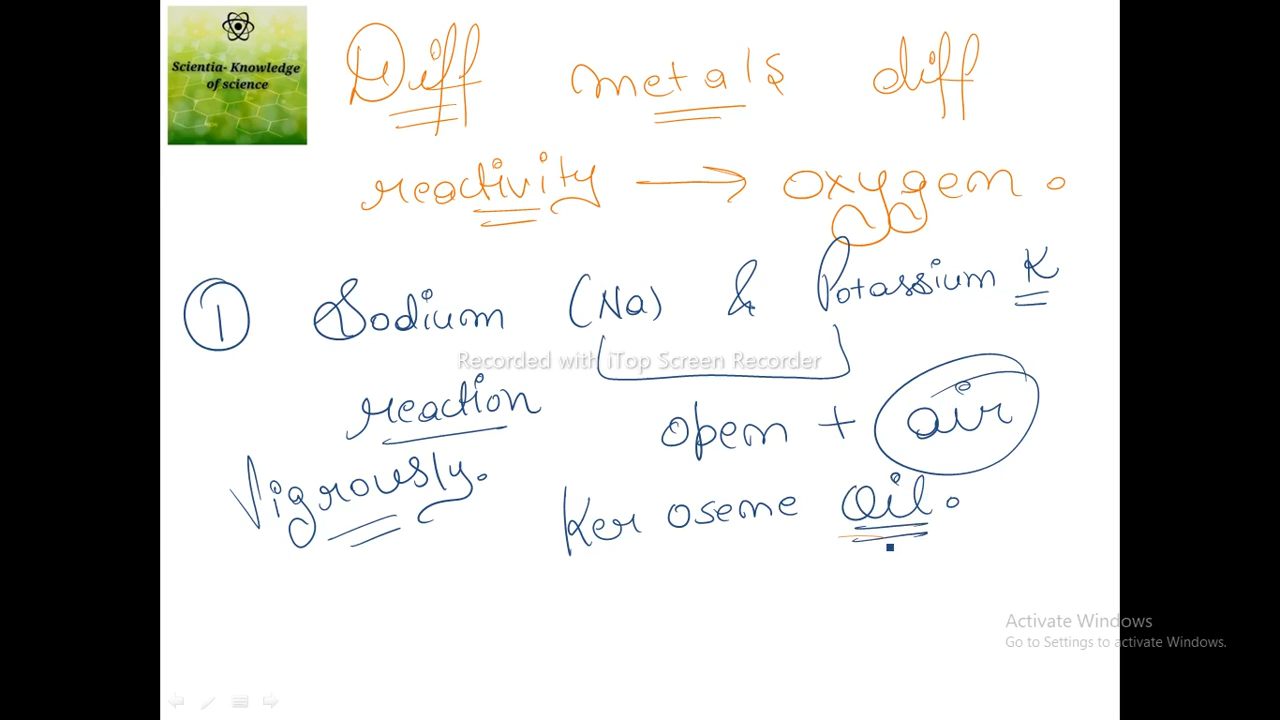 Scientia- Knowledge
of science
Diff metals diff
reactivity → oxygen.
1 Sodium (Na) & Potassium K
Recorded with iTop Screen Recorder
reaction
open + air
Vigrously.
Keroseme oil.
Activate Windows
Go to Settings to activate Windows.